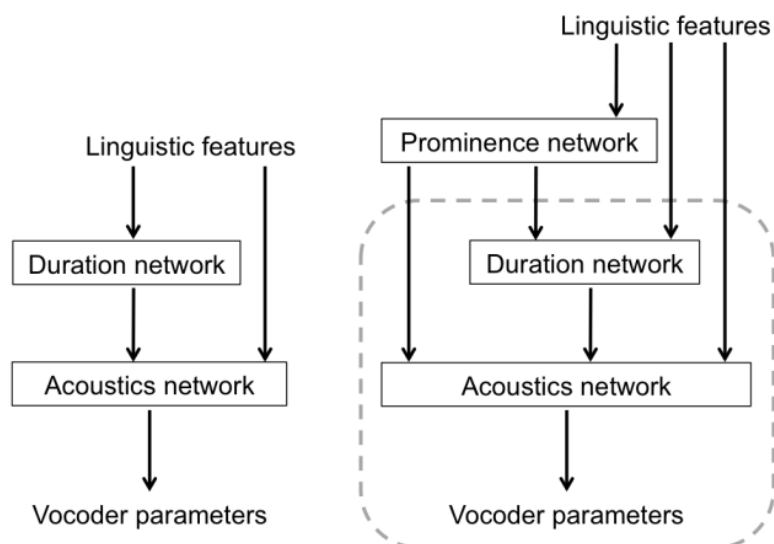 Linguistic features
Duration network
Acoustics network
Vocoder parameters
Linguistic features
Prominence network
Duration network
Acoustics network
Vocoder parameters